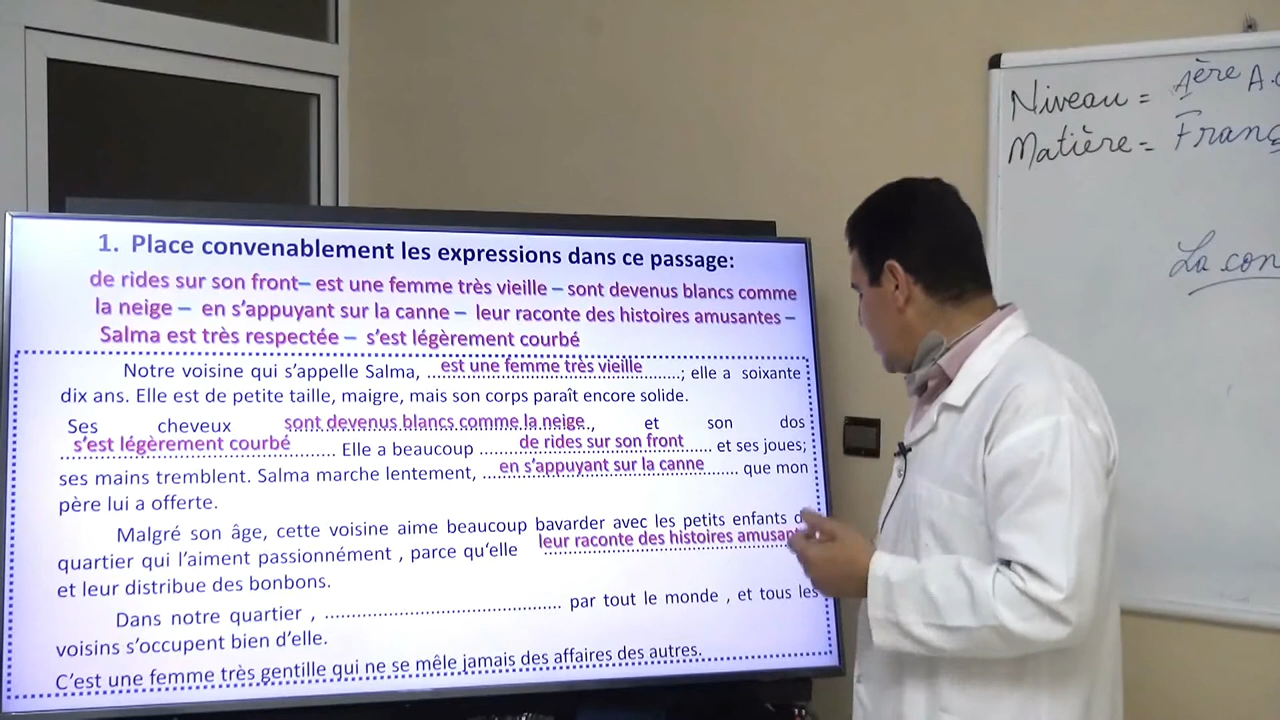 Niveau = 1ère A.
Matière = Franç
La con
1. Place convenablement les expressions dans ce passage:
de rides sur son front– est une femme très vieille – sont devenus blancs comme
la neige – en s'appuyant sur la canne – leur raconte des histoires amusantes –
Salma est très respectée – s'est légèrement courbé
Notre voisine qui s'appelle Salma, ..est une femme très vieille......; elle a soixante
dix ans. Elle est de petite taille, maigre, mais son corps paraît encore solide.
Ses cheveux sont devenus blancs comme la neige., et son dos
s'est légèrement courbé ........ Elle a beaucoup ...... de rides sur son front ..... et ses joues;
ses mains tremblent. Salma marche lentement, ...en s'appuyant sur la canne...... que mon
père lui a offerte.
Malgré son âge, cette voisine aime beaucoup bavarder avec les petits enfants d
quartier qui l'aiment passionnément , parce qu'elle leur raconte des histoires amusant
et leur distribue des bonbons.
Dans notre quartier , ........................................ par tout le monde , et tous les
voisins s'occupent bien d'elle.
C'est une femme très gentille qui ne se mêle jamais des affaires des autres.